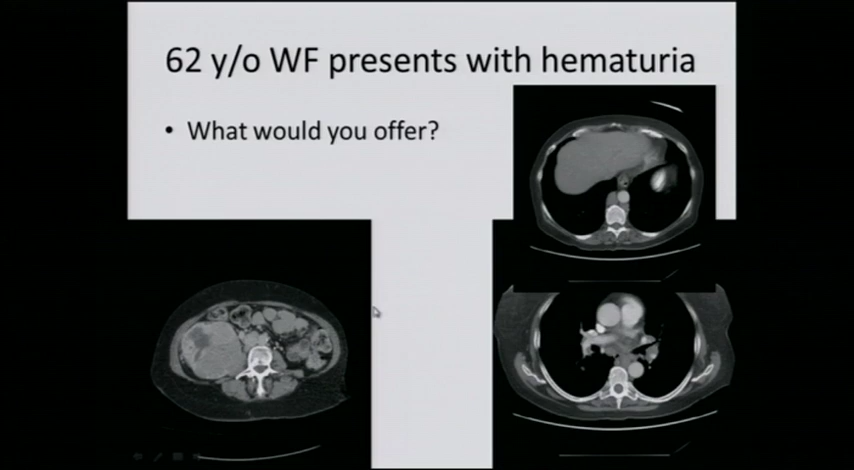 62 y/o WF presents with hematuria
• What would you offer?